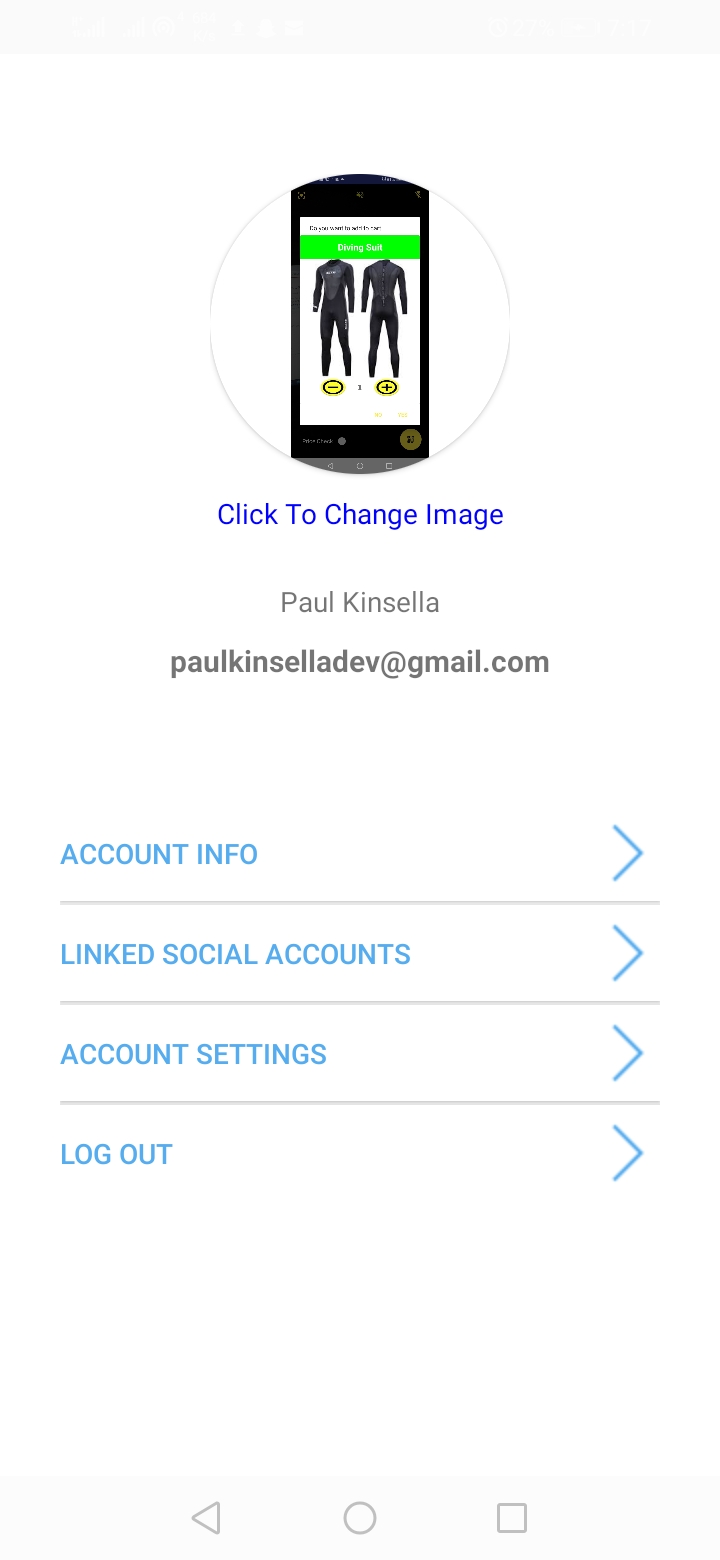 Do you want to add to cart
Diving Suit
1
NO YES
Price Check
Click To Change Image
Paul Kinsella
paulkinselladev@gmail.com
ACCOUNT INFO
LINKED SOCIAL ACCOUNTS
ACCOUNT SETTINGS
LOG OUT